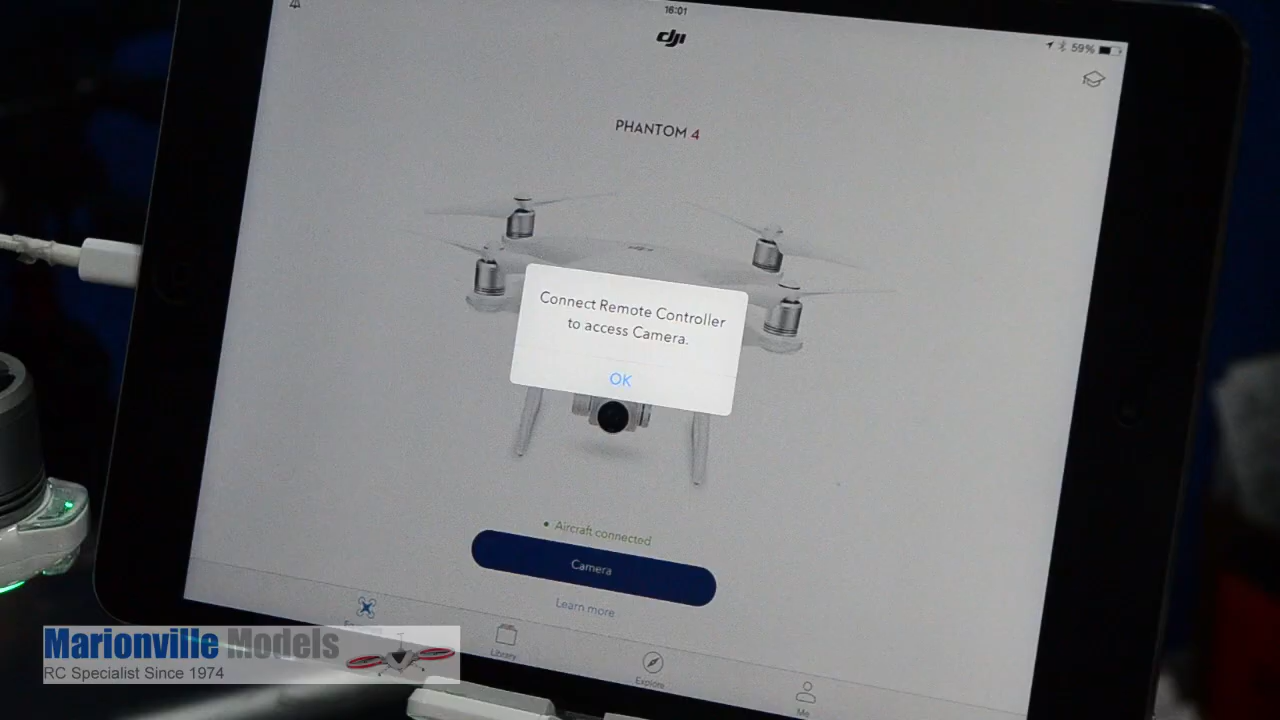 16:01
59%
dji
PHANTOM 4
Connect Remote Controller
to access Camera.
OK
Aircraft connected
Camera
Learn more
Library
Explore
Me
Marionville Models
RC Specialist Since 1974